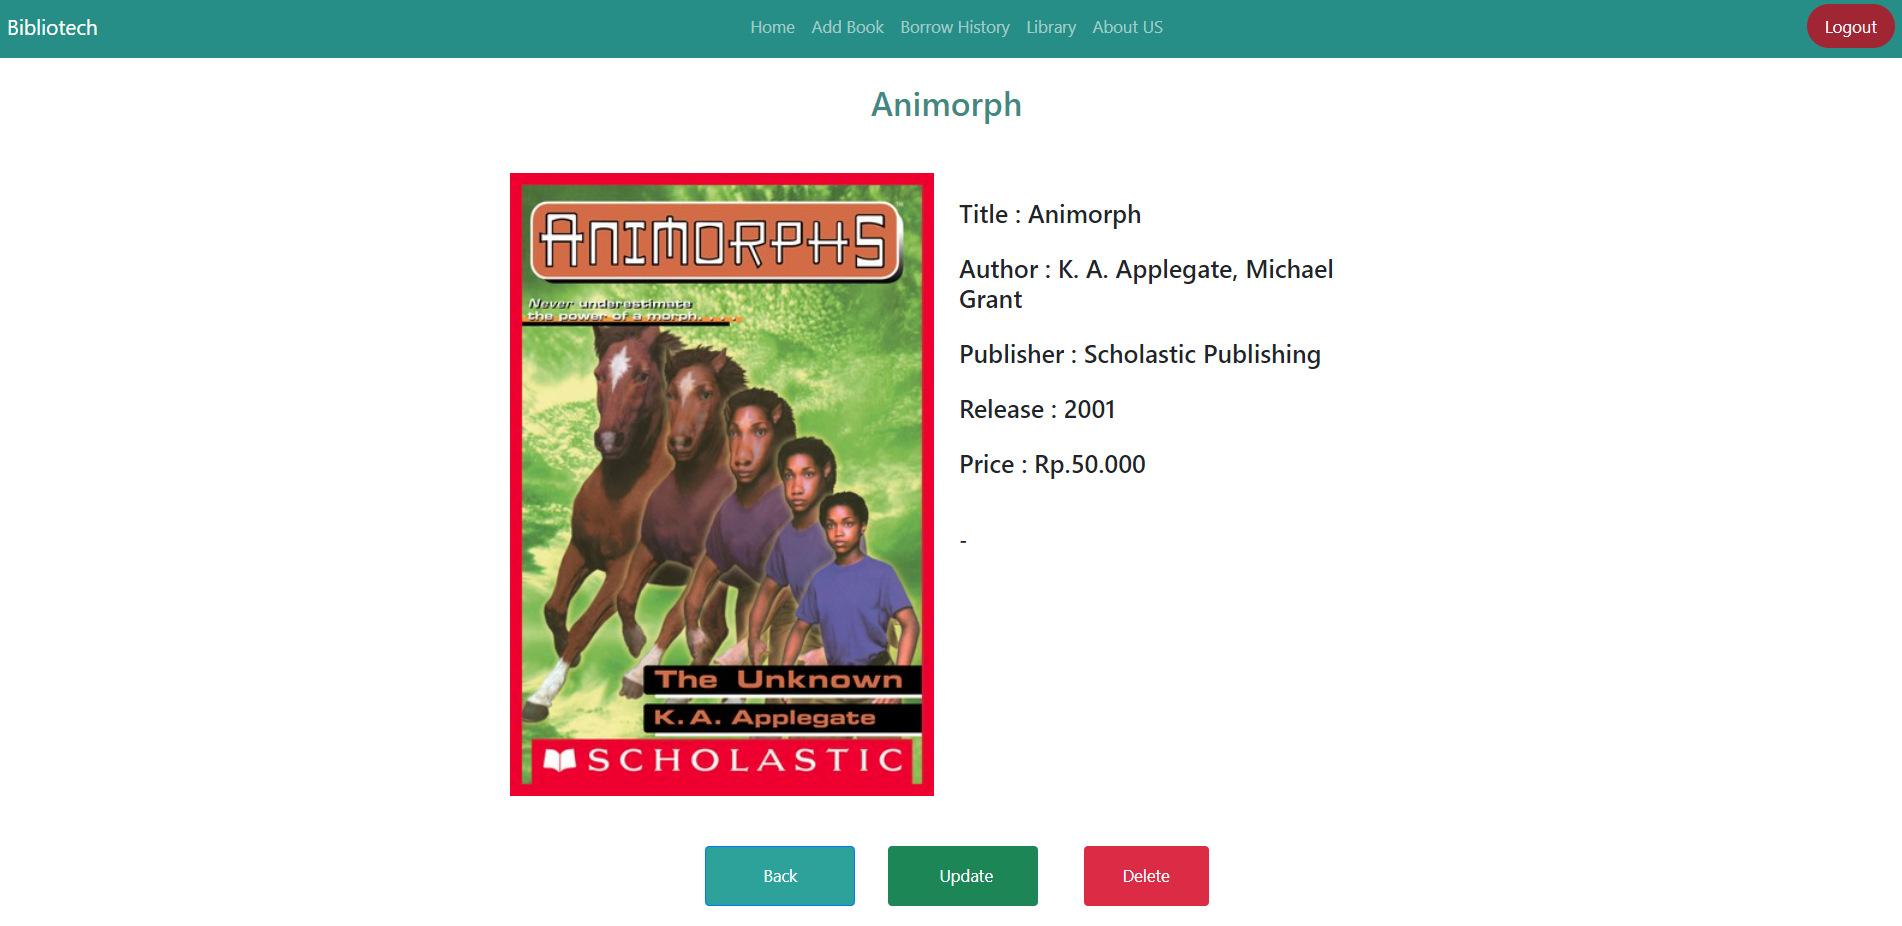 Bibliotech
Home Add Book Borrow History Library About US
Logout
Animorph
ANIMORPHS
Never underestimate
the power of a morph. . . .
The Unknown
K. A. Applegate
SCHOLASTIC
Title : Animorph
Author : K. A. Applegate, Michael
Grant
Publisher : Scholastic Publishing
Release : 2001
Price : Rp.50.000
-
Back Update Delete